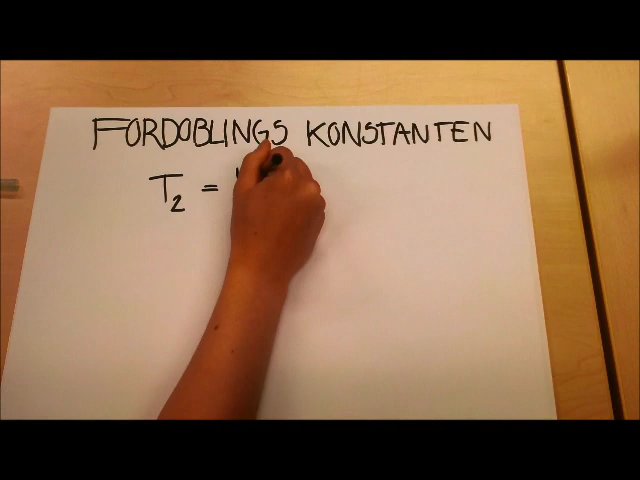 FORDOBLINGS KONSTANTEN
T₂ =